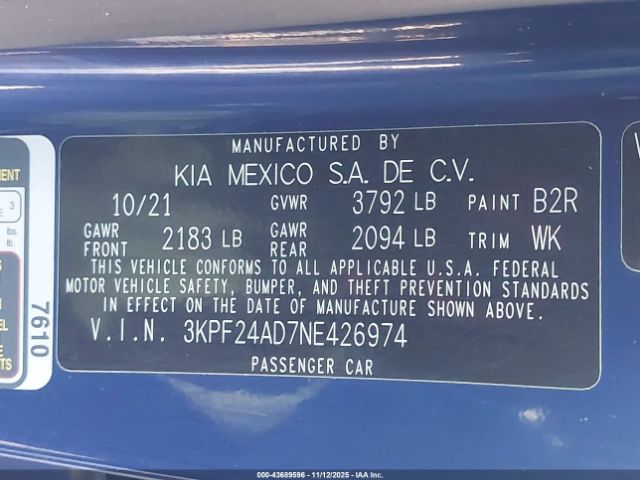 MANUFACTURED BY
KIA MEXICO S.A. DE C.V.
10/21 GVWR 3792 LB PAINT B2R
GAWR FRONT 2183 LB GAWR REAR 2094 LB TRIM WK
THIS VEHICLE CONFORMS TO ALL APPLICABLE U.S.A. FEDERAL
MOTOR VEHICLE SAFETY, BUMPER, AND THEFT PREVENTION STANDARDS
IN EFFECT ON THE DATE OF MANUFACTURE SHOWN ABOVE.
V.I.N. 3KPF24AD7NE426974
PASSENGER CAR
7610
3
lbs.
lb.
000-43689596 - 11/12/2025 - IAA Inc.